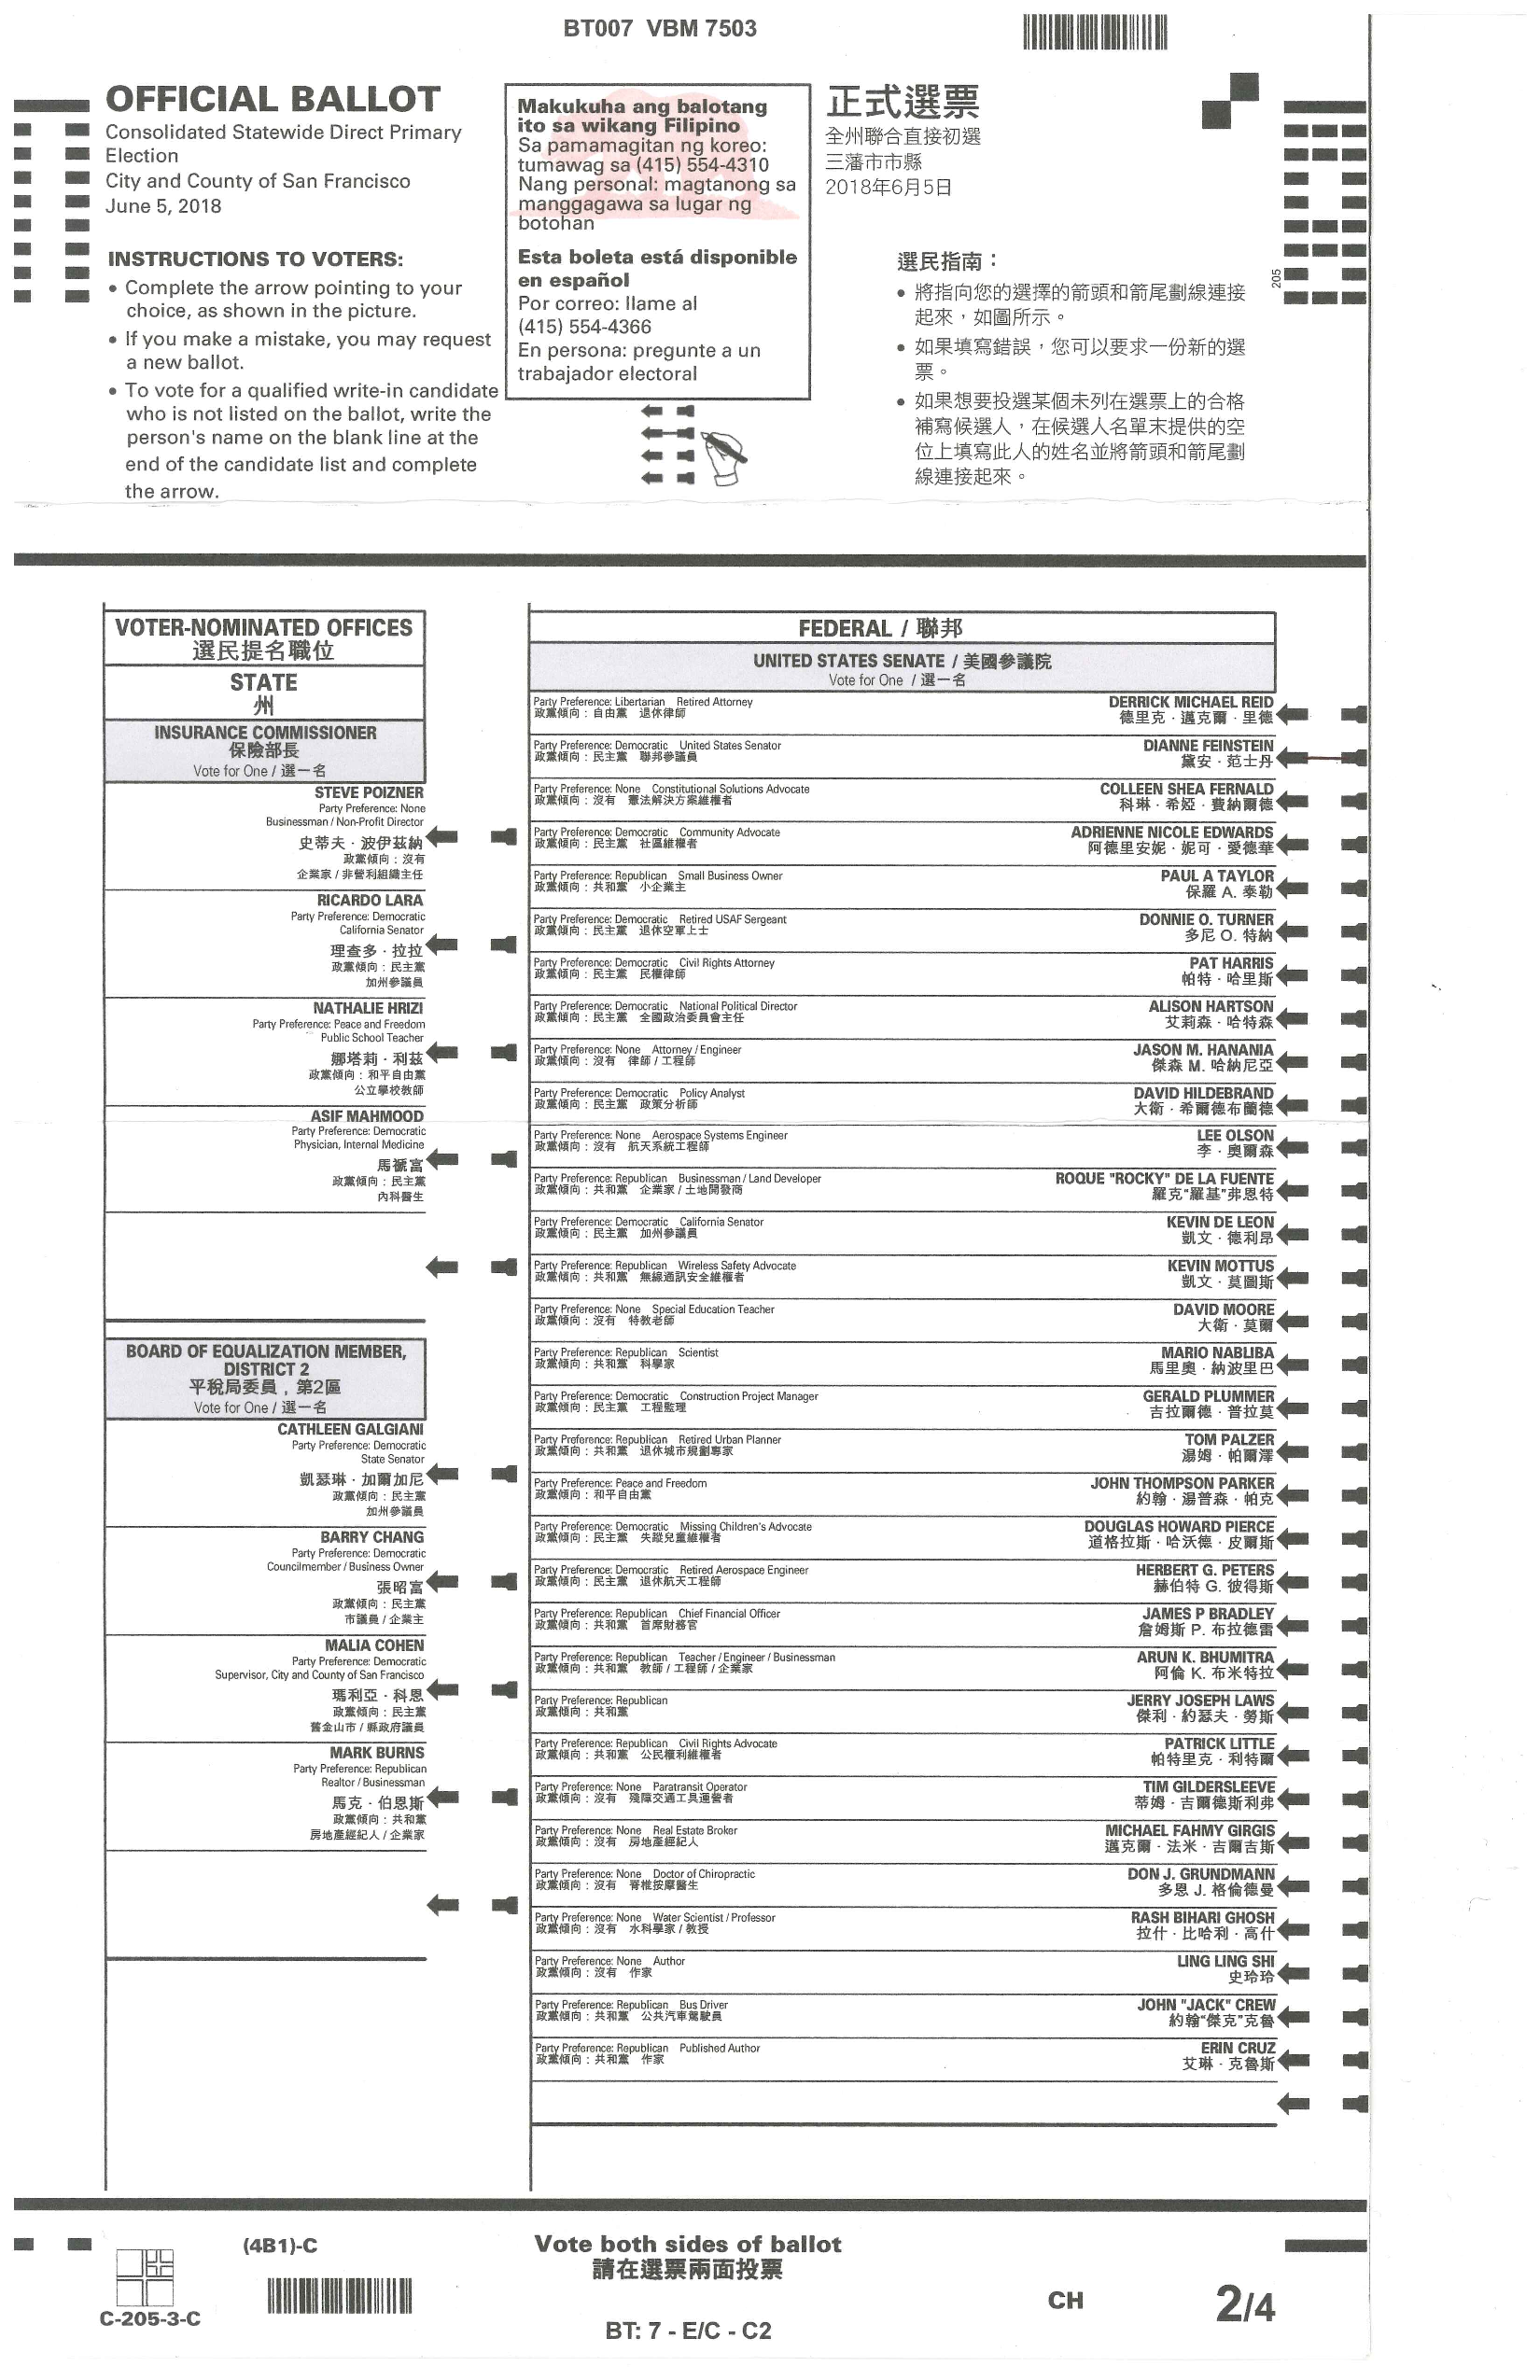 BT007 VBM 7503
OFFICIAL BALLOT
Consolidated Statewide Direct Primary
Election
City and County of San Francisco
June 5, 2018
INSTRUCTIONS TO VOTERS:
• Complete the arrow pointing to your
choice, as shown in the picture.
• If you make a mistake, you may request
a new ballot.
• To vote for a qualified write-in candidate
who is not listed on the ballot, write the
person's name on the blank line at the
end of the candidate list and complete
the arrow.
Makukuha ang balotang
ito sa wikang Filipino
Sa pamamagitan ng koreo:
tumawag sa (415) 554-4310
Nang personal: magtanong sa
manggagawa sa lugar ng
botohan
Esta boleta está disponible
en español
Por correo: llame al
(415) 554-4366
En persona: pregunte a un
trabajador electoral
正式選票
全州聯合直接初選
三藩市市縣
2018年6月5日
選民指南：
• 將指向您的選擇的箭頭和箭尾劃線連接
起來，如圖所示。
• 如果填寫錯誤，您可以要求一份新的選
票。
• 如果想要投選某個未列在選票上的合格
補寫候選人，在候選人名單末提供的空
位上填寫此人的姓名並將箭頭和箭尾劃
線連接起來。
205
VOTER-NOMINATED OFFICES
選民提名職位
STATE
州
INSURANCE COMMISSIONER
保險部長
Vote for One / 選一名
STEVE POIZNER
Party Preference: None
Businessman / Non-Profit Director
史蒂夫．波伊茲納
政黨傾向：沒有
企業家 / 非營利組織主任
RICARDO LARA
Party Preference: Democratic
California Senator
理查多．拉拉
政黨傾向：民主黨
加州參議員
NATHALIE HRIZI
Party Preference: Peace and Freedom
Public School Teacher
娜塔莉．利茲
政黨傾向：和平自由黨
公立學校教師
ASIF MAHMOOD
Party Preference: Democratic
Physician, Internal Medicine
政黨傾向：民主黨
內科醫生
BOARD OF EQUALIZATION MEMBER,
DISTRICT 2
平稅局委員，第2區
Vote for One / 選一名
CATHLEEN GALGIANI
Party Preference: Democratic
State Senator
凱瑟琳．加爾加尼
政黨傾向：民主黨
加州參議員
BARRY CHANG
Party Preference: Democratic
Councilmember / Business Owner
張昭富
政黨傾向：民主黨
市議員 / 企業主
MALIA COHEN
Party Preference: Democratic
Supervisor, City and County of San Francisco
瑪利亞．科恩
政黨傾向：民主黨
舊金山市 / 縣政府議員
MARK BURNS
Party Preference: Republican
Realtor / Businessman
馬克．伯恩斯
政黨傾向：共和黨
房地產經紀人 / 企業家
FEDERAL / 聯邦
UNITED STATES SENATE / 美國參議院
Vote for One / 選一名
Party Preference: Libertarian Retired Attorney DERRICK MICHAEL REID
政黨傾向：自由黨 退休律師 德里克．邁克爾．里德
Party Preference: Democratic United States Senator DIANNE FEINSTEIN
政黨傾向：民主黨 聯邦參議員 黛安．范士丹
Party Preference: None Constitutional Solutions Advocate COLLEEN SHEA FERNALD
政黨傾向：沒有 憲法解決方案維權者 科琳．希婭．費納爾德
Party Preference: Democratic Community Advocate ADRIENNE NICOLE EDWARDS
政黨傾向：民主黨 社區維權者 阿德里安妮．妮可．愛德華
Party Preference: Republican Small Business Owner PAUL A TAYLOR
政黨傾向：共和黨 小企業主 保羅 A. 泰勒
Party Preference: Democratic Retired USAF Sergeant DONNIE O. TURNER
政黨傾向：民主黨 退休空軍上士 多尼 O. 特納
Party Preference: Democratic Civil Rights Attorney PAT HARRIS
政黨傾向：民主黨 民權律師 帕特．哈里斯
Party Preference: Democratic National Political Director ALISON HARTSON
政黨傾向：民主黨 全國政治委員會主任 艾莉森．哈特森
Party Preference: None Attorney / Engineer JASON M. HANANIA
政黨傾向：沒有 律師 / 工程師 傑森 M. 哈納尼亞
Party Preference: Democratic Policy Analyst DAVID HILDEBRAND
政黨傾向：民主黨 政策分析師 大衛．希爾德布蘭德
Party Preference: None Aerospace Systems Engineer LEE OLSON
政黨傾向：沒有 航天系統工程師 李．奧爾森
Party Preference: Republican Businessman / Land Developer ROQUE "ROCKY" DE LA FUENTE
政黨傾向：共和黨 企業家 / 土地開發商 羅克"羅基"弗恩特
Party Preference: Democratic California Senator KEVIN DE LEON
政黨傾向：民主黨 加州參議員 凱文．德利昂
Party Preference: Republican Wireless Safety Advocate KEVIN MOTTUS
政黨傾向：共和黨 無線通訊安全維權者 凱文．莫圖斯
Party Preference: None Special Education Teacher DAVID MOORE
政黨傾向：沒有 特教老師 大衛．莫爾
Party Preference: Republican Scientist MARIO NABLIBA
政黨傾向：共和黨 科學家 馬里奧．納波里巴
Party Preference: Democratic Construction Project Manager GERALD PLUMMER
政黨傾向：民主黨 工程監理 吉拉爾德．普拉莫
Party Preference: Republican Retired Urban Planner TOM PALZER
政黨傾向：共和黨 退休城市規劃專家 湯姆．帕爾澤
Party Preference: Peace and Freedom JOHN THOMPSON PARKER
政黨傾向：和平自由黨 約翰．湯普森．帕克
Party Preference: Democratic Missing Children's Advocate DOUGLAS HOWARD PIERCE
政黨傾向：民主黨 失蹤兒童維權者 道格拉斯．哈沃德．皮爾斯
Party Preference: Democratic Retired Aerospace Engineer HERBERT G. PETERS
政黨傾向：民主黨 退休航天工程師 赫伯特 G. 彼得斯
Party Preference: Republican Chief Financial Officer JAMES P BRADLEY
政黨傾向：共和黨 首席財務官 詹姆斯 P. 布拉德雷
Party Preference: Republican Teacher / Engineer / Businessman ARUN K. BHUMITRA
政黨傾向：共和黨 教師 / 工程師 / 企業家 阿倫 K. 布米特拉
Party Preference: Republican JERRY JOSEPH LAWS
政黨傾向：共和黨 傑利．約瑟夫．勞斯
Party Preference: Republican Civil Rights Advocate PATRICK LITTLE
政黨傾向：共和黨 公民權利維權者 帕特里克．利特爾
Party Preference: None Paratransit Operator TIM GILDERSLEEVE
政黨傾向：沒有 殘障交通工具運營者 蒂姆．吉爾德斯利弗
Party Preference: None Real Estate Broker MICHAEL FAHMY GIRGIS
政黨傾向：沒有 房地產經紀人 邁克爾．法米．吉爾吉斯
Party Preference: None Doctor of Chiropractic DON J. GRUNDMANN
政黨傾向：沒有 脊椎按摩醫生 多恩 J. 格倫德曼
Party Preference: None Water Scientist / Professor RASH BIHARI GHOSH
政黨傾向：沒有 水科學家 / 教授 拉什．比哈利．高什
Party Preference: None Author LING LING SHI
政黨傾向：沒有 作家 史玲玲
Party Preference: Republican Bus Driver JOHN "JACK" CREW
政黨傾向：共和黨 公共汽車駕駛員 約翰"傑克"克魯
Party Preference: Republican Published Author ERIN CRUZ
政黨傾向：共和黨 作家 艾琳．克魯斯
(4B1)-C
C-205-3-C
Vote both sides of ballot
請在選票兩面投票
BT: 7 - E/C - C2
CH
2/4